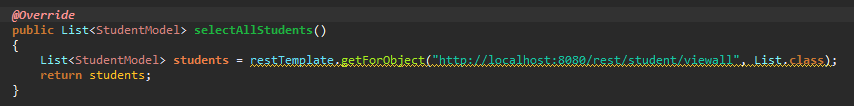 @Override
public List<StudentModel> selectAllStudents()
{
List<StudentModel> students = restTemplate.getForObject("http://localhost:8080/rest/student/viewall", List.class);
return students;
}